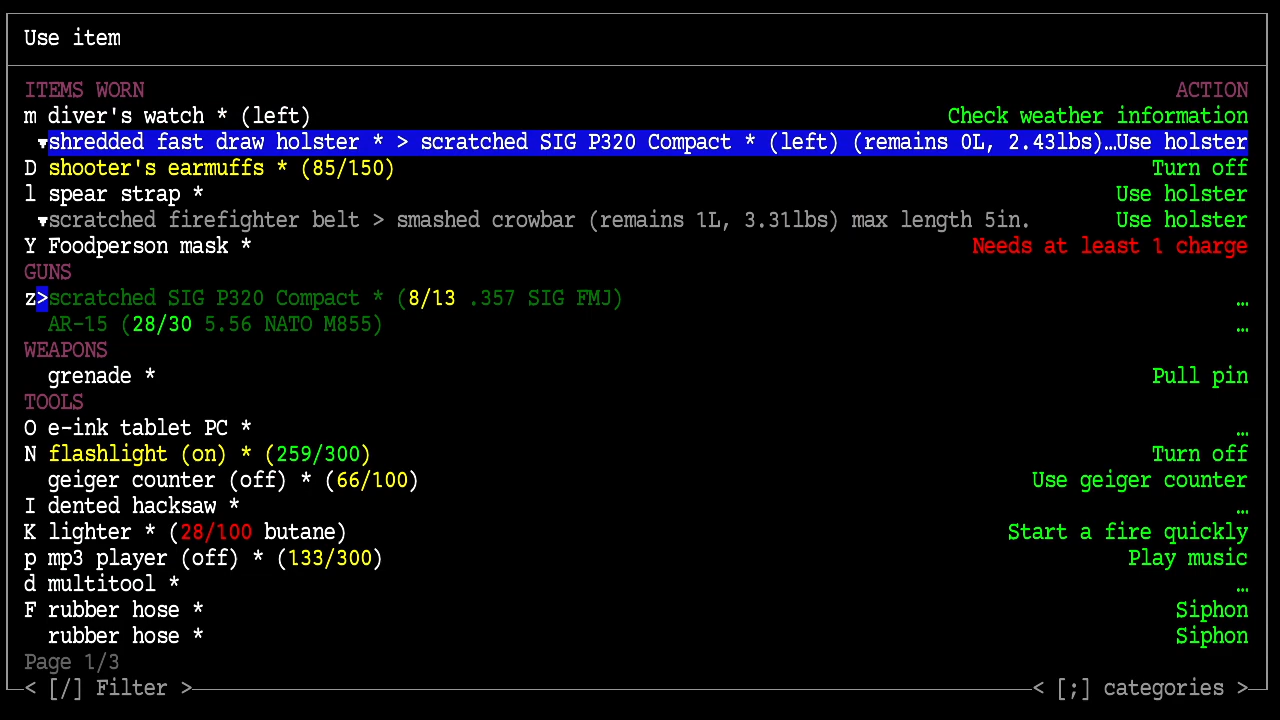 Use item
ITEMS WORN ACTION
m diver's watch * (left) Check weather information
▼shredded fast draw holster * > scratched SIG P320 Compact * (left) (remains 0L, 2.43lbs)…Use holster
D shooter's earmuffs * (85/150) Turn off
l spear strap * Use holster
▼scratched firefighter belt > smashed crowbar (remains 1L, 3.31lbs) max length 5in. Use holster
Y Foodperson mask * Needs at least 1 charge
GUNS
z>scratched SIG P320 Compact * (8/13 .357 SIG FMJ) …
AR-15 (28/30 5.56 NATO M855) …
WEAPONS
grenade * Pull pin
TOOLS
O e-ink tablet PC * …
N flashlight (on) * (259/300) Turn off
geiger counter (off) * (66/100) Use geiger counter
I dented hacksaw * …
K lighter * (28/100 butane) Start a fire quickly
p mp3 player (off) * (133/300) Play music
d multitool * …
F rubber hose * Siphon
rubber hose * Siphon
Page 1/3
< [/] Filter > < [;] categories >